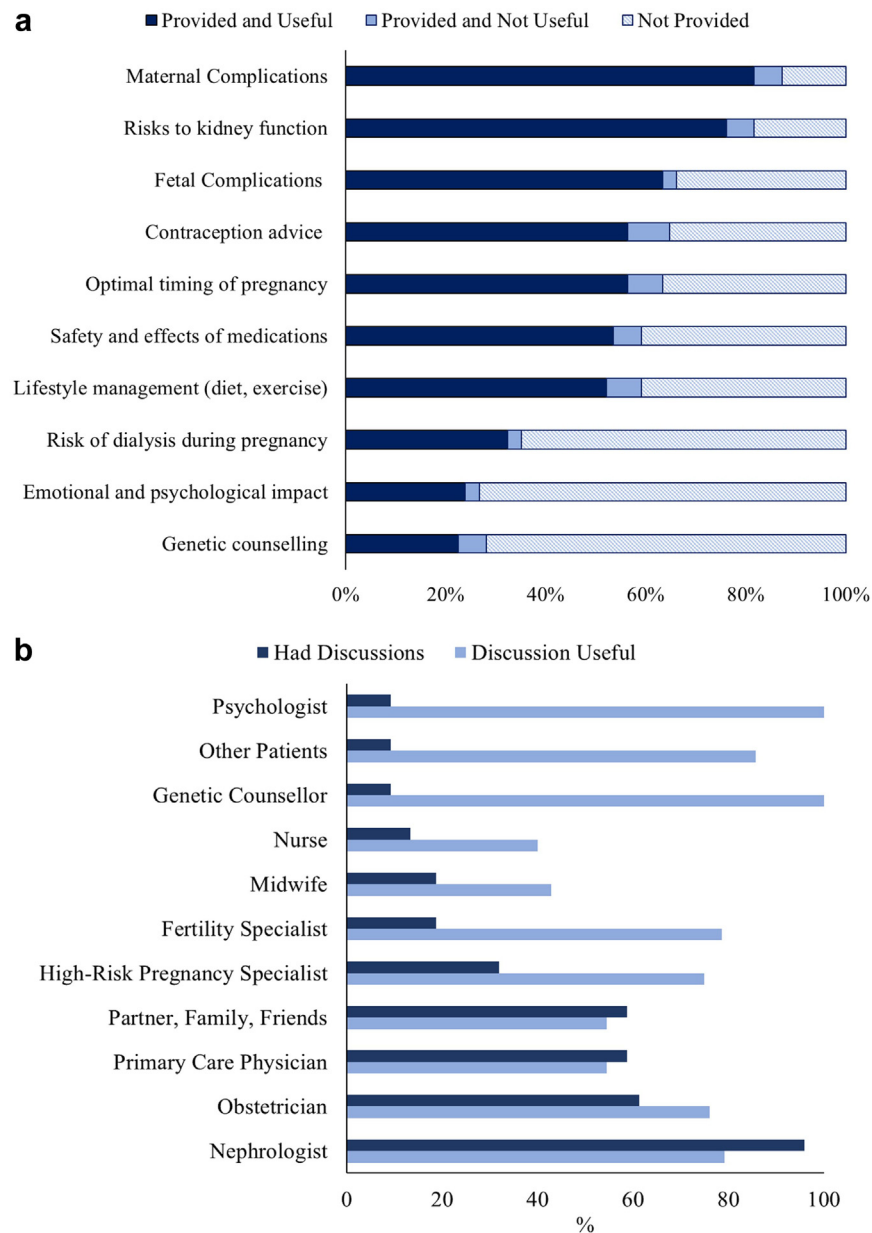 a
Provided and Useful Provided and Not Useful Not Provided
Maternal Complications
Risks to kidney function
Fetal Complications
Contraception advice
Optimal timing of pregnancy
Safety and effects of medications
Lifestyle management (diet, exercise)
Risk of dialysis during pregnancy
Emotional and psychological impact
Genetic counselling
0% 20% 40% 60% 80% 100%
b
Had Discussions Discussion Useful
Psychologist
Other Patients
Genetic Counsellor
Nurse
Midwife
Fertility Specialist
High-Risk Pregnancy Specialist
Partner, Family, Friends
Primary Care Physician
Obstetrician
Nephrologist
0 20 40 60 80 100
%